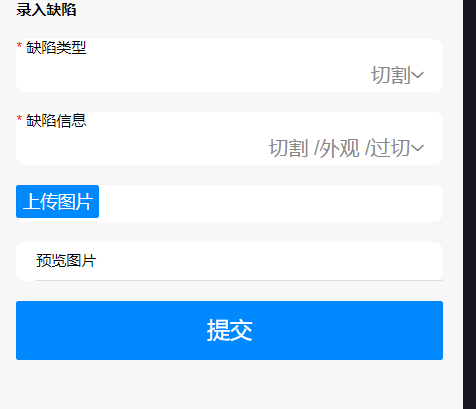 录入缺陷
* 缺陷类型
切割
* 缺陷信息
切割 /外观 /过切
上传图片
预览图片
提交